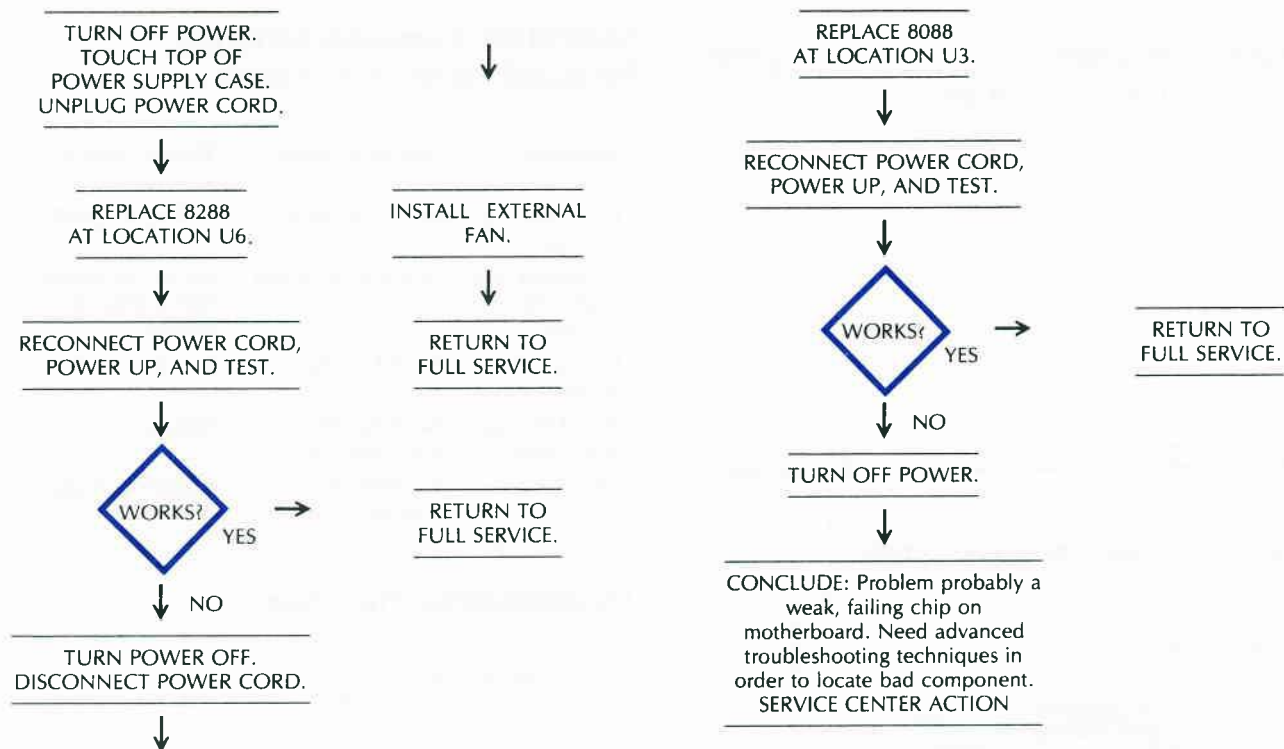 TURN OFF POWER.
TOUCH TOP OF
POWER SUPPLY CASE.
UNPLUG POWER CORD.
REPLACE 8288
AT LOCATION U6.
RECONNECT POWER CORD,
POWER UP, AND TEST.
WORKS?
YES
NO
TURN POWER OFF.
DISCONNECT POWER CORD.
INSTALL EXTERNAL
FAN.
RETURN TO
FULL SERVICE.
RETURN TO
FULL SERVICE.
REPLACE 8088
AT LOCATION U3.
RECONNECT POWER CORD,
POWER UP, AND TEST.
WORKS?
YES
RETURN TO
FULL SERVICE.
NO
TURN OFF POWER.
CONCLUDE: Problem probably a
weak, failing chip on
motherboard. Need advanced
troubleshooting techniques in
order to locate bad component.
SERVICE CENTER ACTION